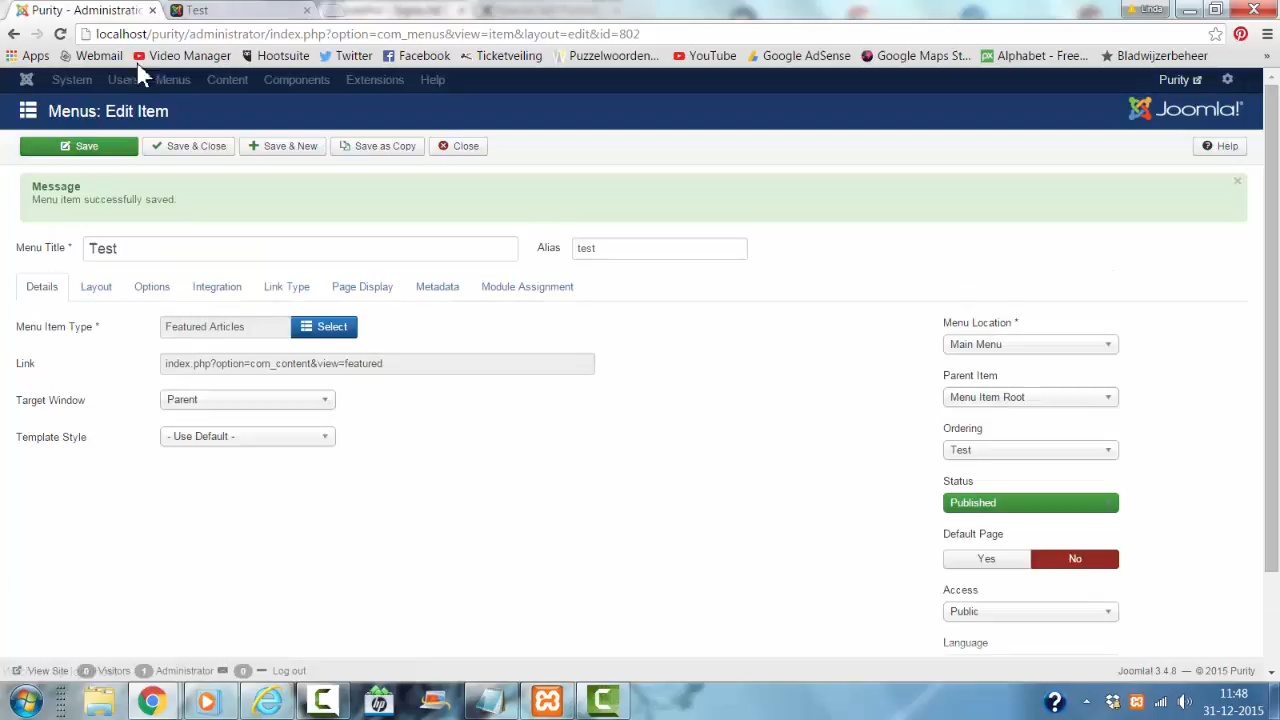 Purity - Administratic
Test
Linda
localhost/purity/administrator/index.php?option=com_menus&view=item&layout=edit&id=802
Apps Webmail Video Manager Hootsuite Twitter Facebook Ticketveiling Puzzelwoorden... YouTube Google AdSense Google Maps St... Alphabet - Free... Bladwijzerbeheer »
System Users Menus Content Components Extensions Help Purity
Menus: Edit Item Joomla!®
Save Save & Close Save & New Save as Copy Close Help
Message
Menu item successfully saved.
Menu Title * Test Alias test
Details Layout Options Integration Link Type Page Display Metadata Module Assignment
Menu Item Type * Featured Articles Select
Link index.php?option=com_content&view=featured
Target Window Parent
Template Style - Use Default -
Menu Location *
Main Menu
Parent Item
Menu Item Root
Ordering
Test
Status
Published
Default Page
Yes No
Access
Public
Language
View Site 0 Visitors 1 Administrator 0 Log out Joomla! 3.4.8 — © 2015 Purity
11:48
31-12-2015